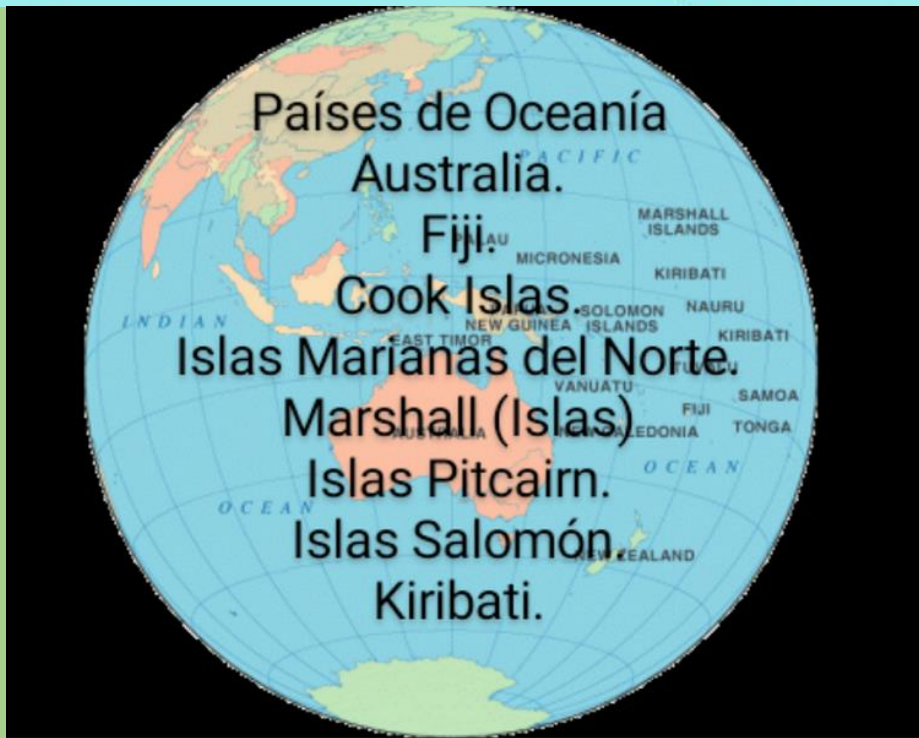 Países de Oceanía
Australia.
Fiji.
Cook Islas.
Islas Marianas del Norte.
Marshall (Islas)
Islas Pitcairn.
Islas Salomón.
Kiribati.
PACIFIC
MARSHALL
ISLANDS
MICRONESIA
KIRIBATI
SOLOMON
ISLANDS
NAURU
NEW GUINEA
INDIAN
EAST TIMOR
KIRIBATI
VANUATU
SAMOA
FIJI
TONGA
AUSTRALIA
OCEAN
OCEAN
NEW ZEALAND